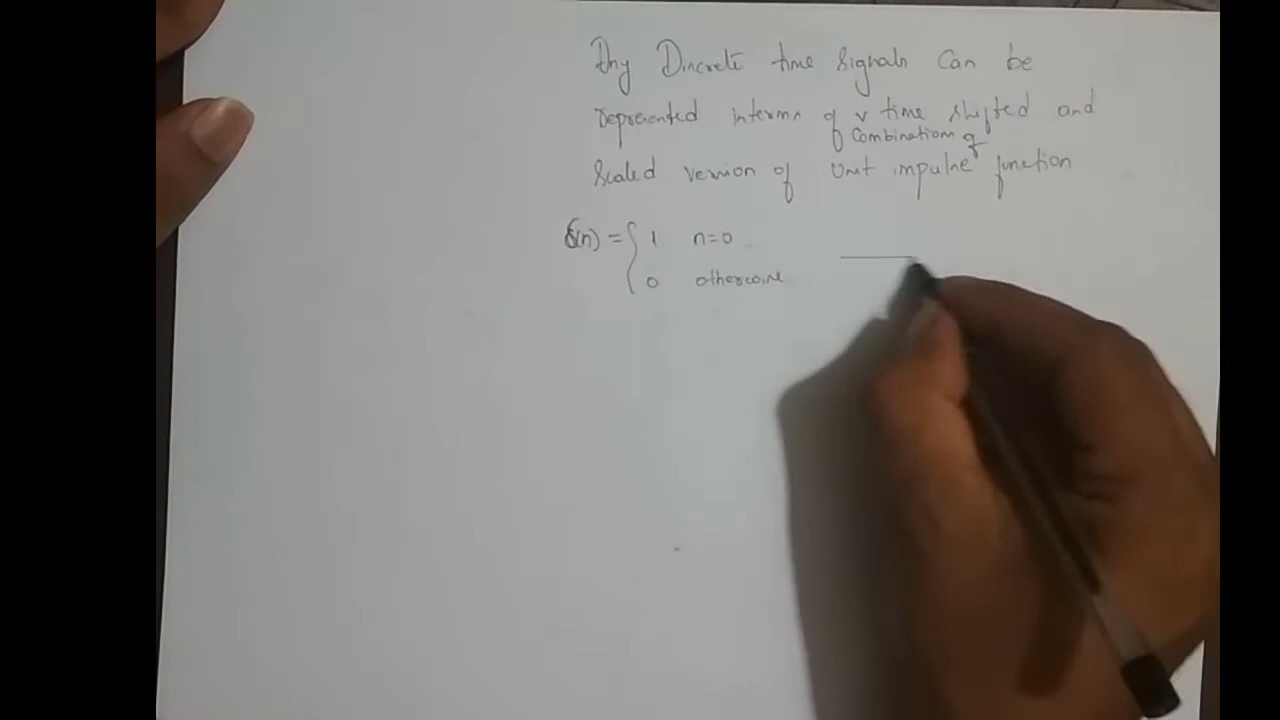 Any Discrete time signals can be
represented interms of v time shifted and
combination of
scaled version of unit impulse function
δ(n) = { 1 n=0
0 otherwise